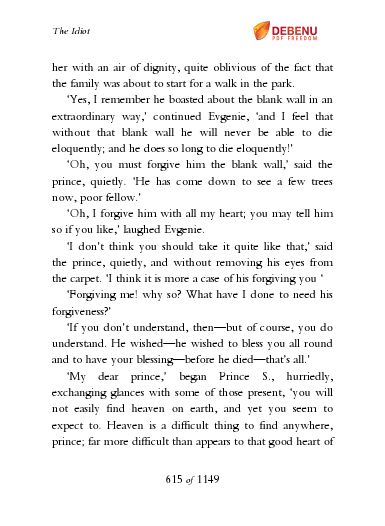 The Idiot
DEBENU
PDF FREEDOM
her with an air of dignity, quite oblivious of the fact that
the family was about to start for a walk in the park.
‘Yes, I remember he boasted about the blank wall in an
extraordinary way,’ continued Evgenie, ‘and I feel that
without that blank wall he will never be able to die
eloquently; and he does so long to die eloquently!’
‘Oh, you must forgive him the blank wall,’ said the
prince, quietly. ‘He has come down to see a few trees
now, poor fellow.’
‘Oh, I forgive him with all my heart; you may tell him
so if you like,’ laughed Evgenie.
‘I don’t think you should take it quite like that,’ said
the prince, quietly, and without removing his eyes from
the carpet. ‘I think it is more a case of his forgiving you ‘
‘Forgiving me! why so? What have I done to need his
forgiveness?’
‘If you don’t understand, then—but of course, you do
understand. He wished—he wished to bless you all round
and to have your blessing—before he died—that’s all.’
‘My dear prince,’ began Prince S., hurriedly,
exchanging glances with some of those present, ‘you will
not easily find heaven on earth, and yet you seem to
expect to. Heaven is a difficult thing to find anywhere,
prince; far more difficult than appears to that good heart of
615 of 1149